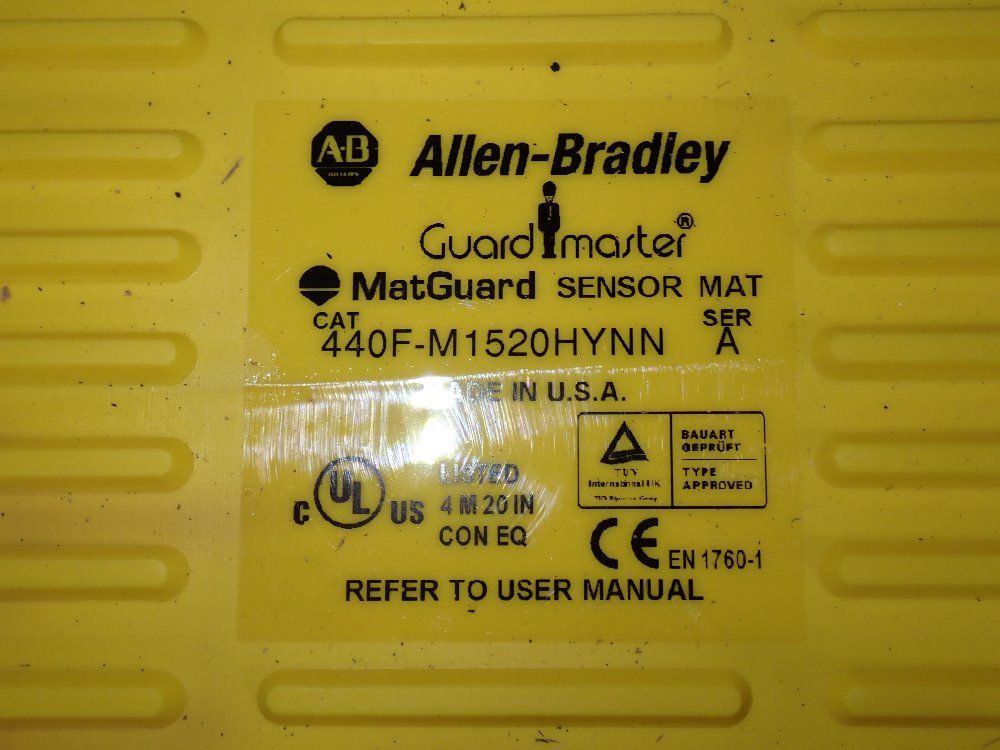 A-B
Allen-Bradley
Guardmaster®
MatGuard SENSOR MAT
CAT 440F-M1520HYNN SER A
IN U.S.A.
C UL US LISTED
4 M 20 IN
CON EQ
TUV
International UK
BAUART
GEPRÜFT
TYPE
APPROVED
CE EN 1760-1
REFER TO USER MANUAL